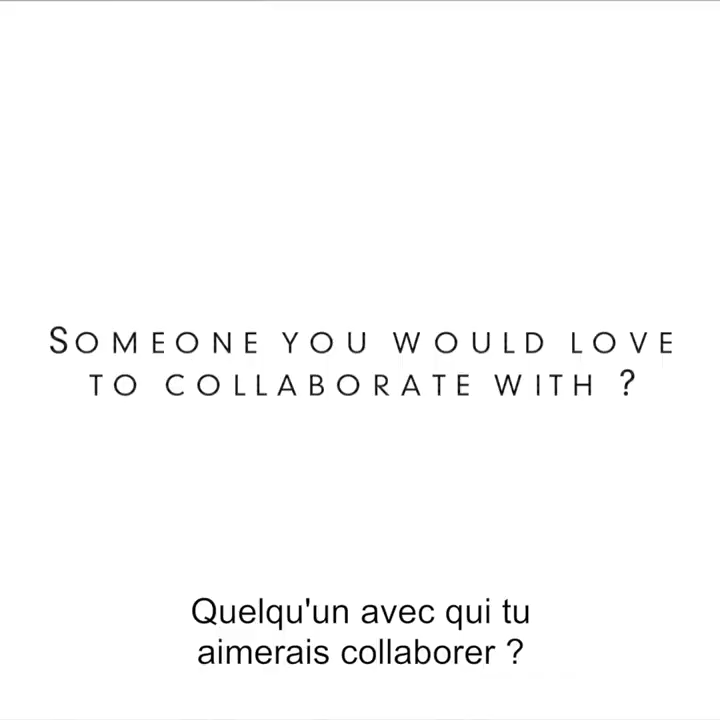 Someone you would love
to collaborate with ?
Quelqu'un avec qui tu
aimerais collaborer ?